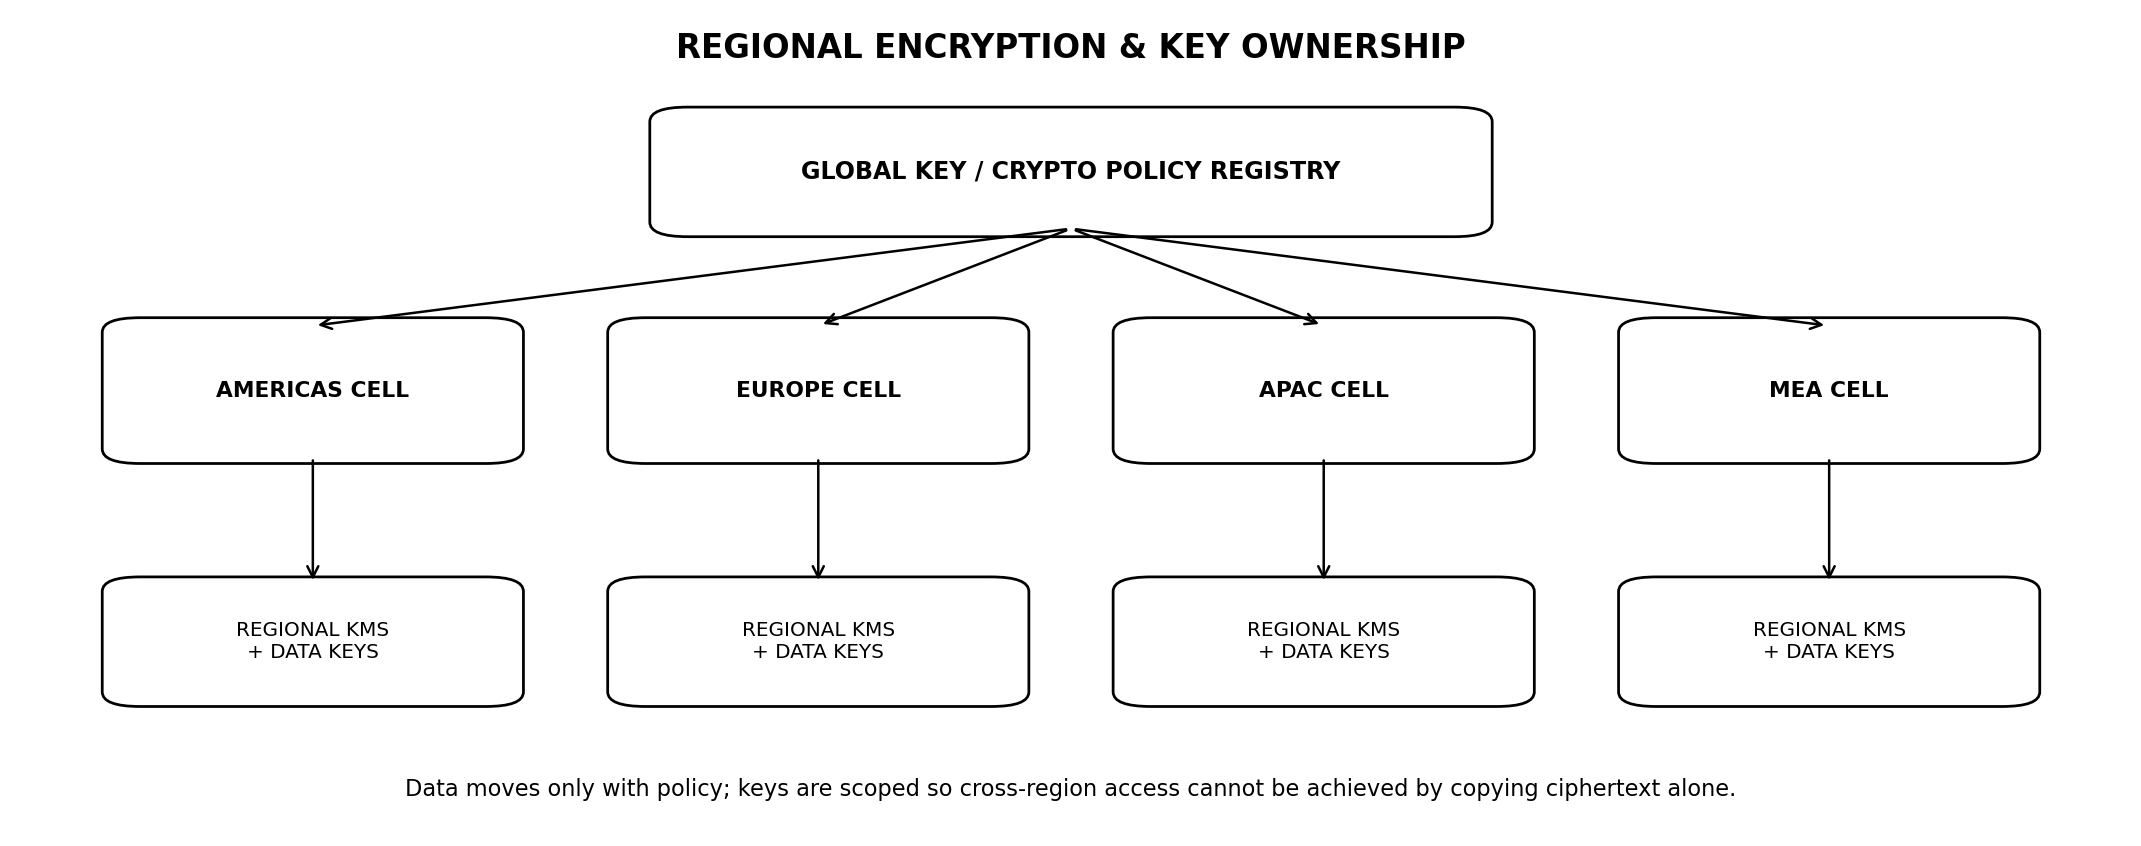 REGIONAL ENCRYPTION & KEY OWNERSHIP
GLOBAL KEY / CRYPTO POLICY REGISTRY
AMERICAS CELL
EUROPE CELL
APAC CELL
MEA CELL
REGIONAL KMS
+ DATA KEYS
REGIONAL KMS
+ DATA KEYS
REGIONAL KMS
+ DATA KEYS
REGIONAL KMS
+ DATA KEYS
Data moves only with policy; keys are scoped so cross-region access cannot be achieved by copying ciphertext alone.